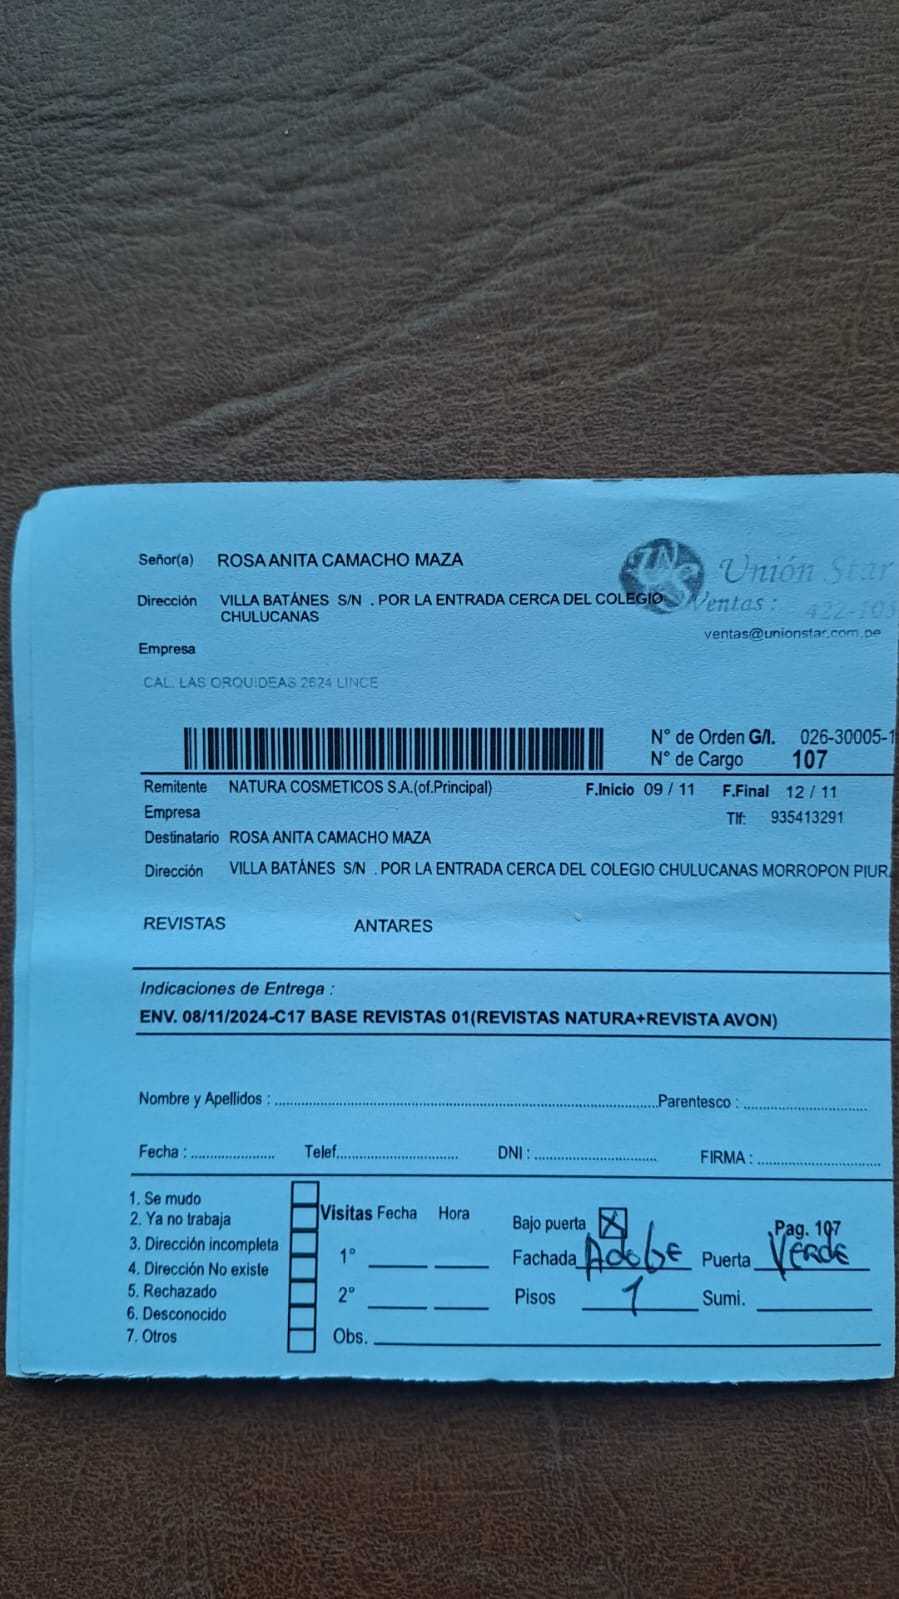 Señor(a) ROSA ANITA CAMACHO MAZA
Unión Star
Dirección VILLA BATÁNES S/N . POR LA ENTRADA CERCA DEL COLEGIO
CHULUCANAS
Ventas : 422-103
ventas@unionstar.com.pe
Empresa
CAL. LAS ORQUIDEAS 2624 LINCE
N° de Orden G/I. 026-30005-1
N° de Cargo 107
Remitente NATURA COSMETICOS S.A.(of.Principal) F.Inicio 09 / 11 F.Final 12 / 11
Empresa Tlf: 935413291
Destinatario ROSA ANITA CAMACHO MAZA
Dirección VILLA BATÁNES S/N . POR LA ENTRADA CERCA DEL COLEGIO CHULUCANAS MORROPON PIUR
REVISTAS ANTARES
Indicaciones de Entrega :
ENV. 08/11/2024-C17 BASE REVISTAS 01(REVISTAS NATURA+REVISTA AVON)
Nombre y Apellidos : Parentesco :
Fecha : Telef. DNI : FIRMA :
1. Se mudo
2. Ya no trabaja
3. Dirección incompleta
4. Dirección No existe
5. Rechazado
6. Desconocido
7. Otros
Visitas Fecha Hora
1°
2°
Obs.
Bajo puerta X Pag. 107
Fachada Adobe Puerta VERDE
Pisos 1 Sumi.